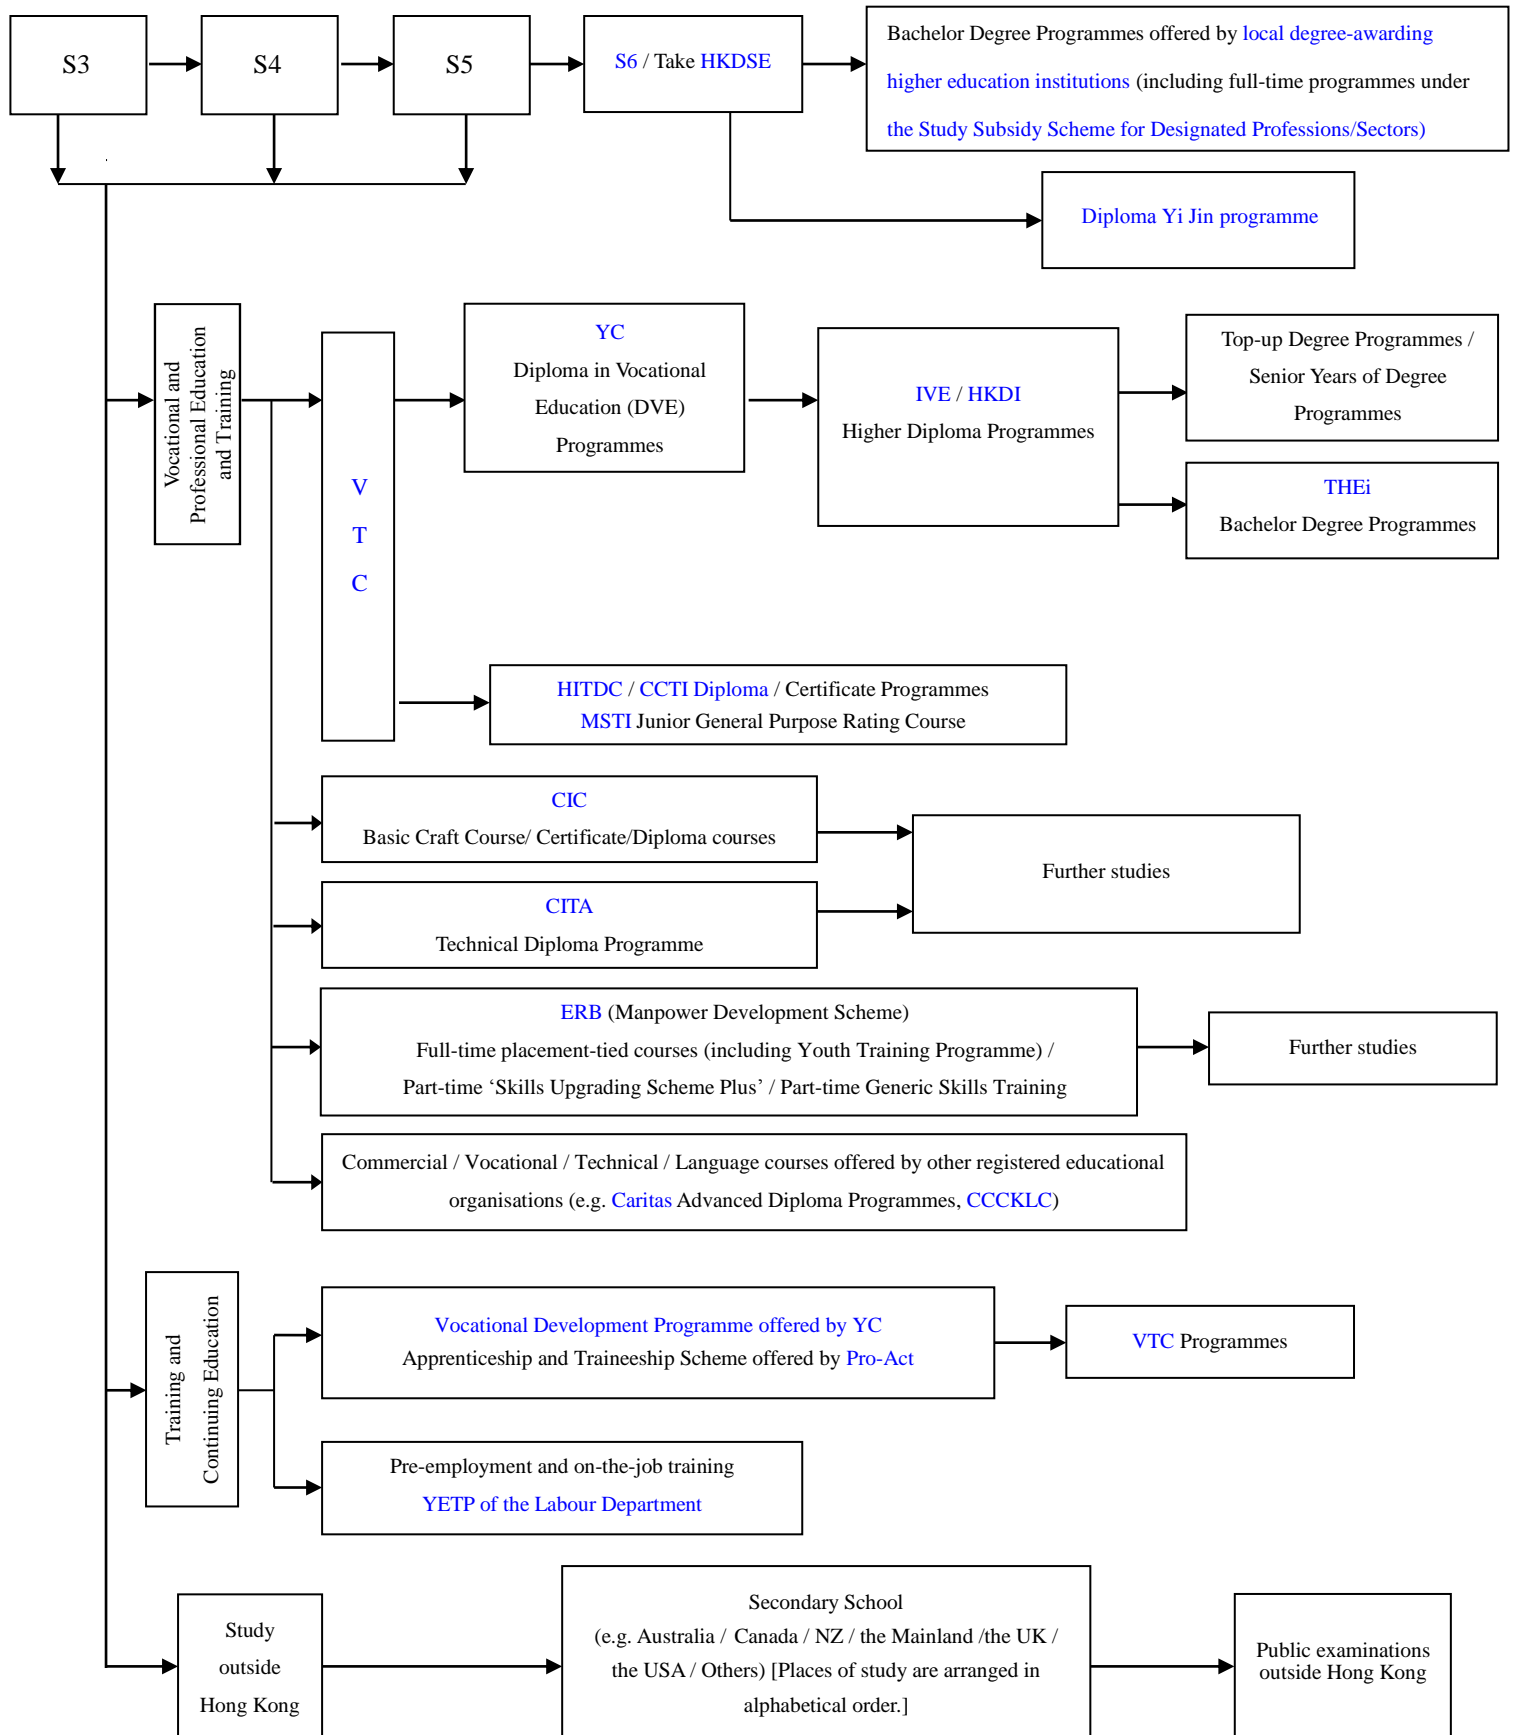 S3
S4
S5
S6 / Take HKDSE
Bachelor Degree Programmes offered by local degree-awarding
higher education institutions (including full-time programmes under
the Study Subsidy Scheme for Designated Professions/Sectors)
Diploma Yi Jin programme
Vocational and
Professional Education
and Training
V
T
C
YC
Diploma in Vocational
Education (DVE)
Programmes
IVE / HKDI
Higher Diploma Programmes
Top-up Degree Programmes /
Senior Years of Degree
Programmes
THEi
Bachelor Degree Programmes
HITDC / CCTI Diploma / Certificate Programmes
MSTI Junior General Purpose Rating Course
CIC
Basic Craft Course/ Certificate/Diploma courses
CITA
Technical Diploma Programme
Further studies
ERB (Manpower Development Scheme)
Full-time placement-tied courses (including Youth Training Programme) /
Part-time ‘Skills Upgrading Scheme Plus’ / Part-time Generic Skills Training
Further studies
Commercial / Vocational / Technical / Language courses offered by other registered educational
organisations (e.g. Caritas Advanced Diploma Programmes, CCCKLC)
Training and
Continuing Education
Vocational Development Programme offered by YC
Apprenticeship and Traineeship Scheme offered by Pro-Act
VTC Programmes
Pre-employment and on-the-job training
YETP of the Labour Department
Study
outside
Hong Kong
Secondary School
(e.g. Australia / Canada / NZ / the Mainland /the UK /
the USA / Others) [Places of study are arranged in
alphabetical order.]
Public examinations
outside Hong Kong